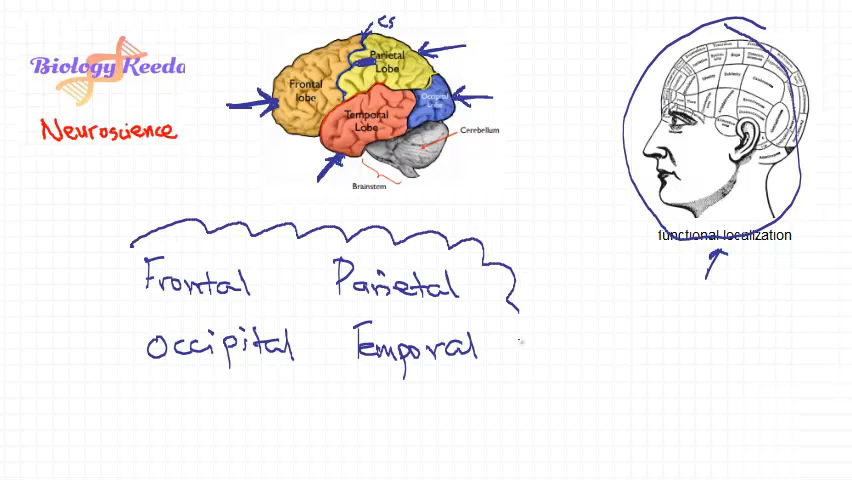 Biology Keeda
Neuroscience
CS
Parietal
Lobe
Frontal
lobe
Occipital
Lobe
Temporal
Lobe
Cerebellum
Brainstem
functional localization
Frontal Parietal
Occipital Temporal